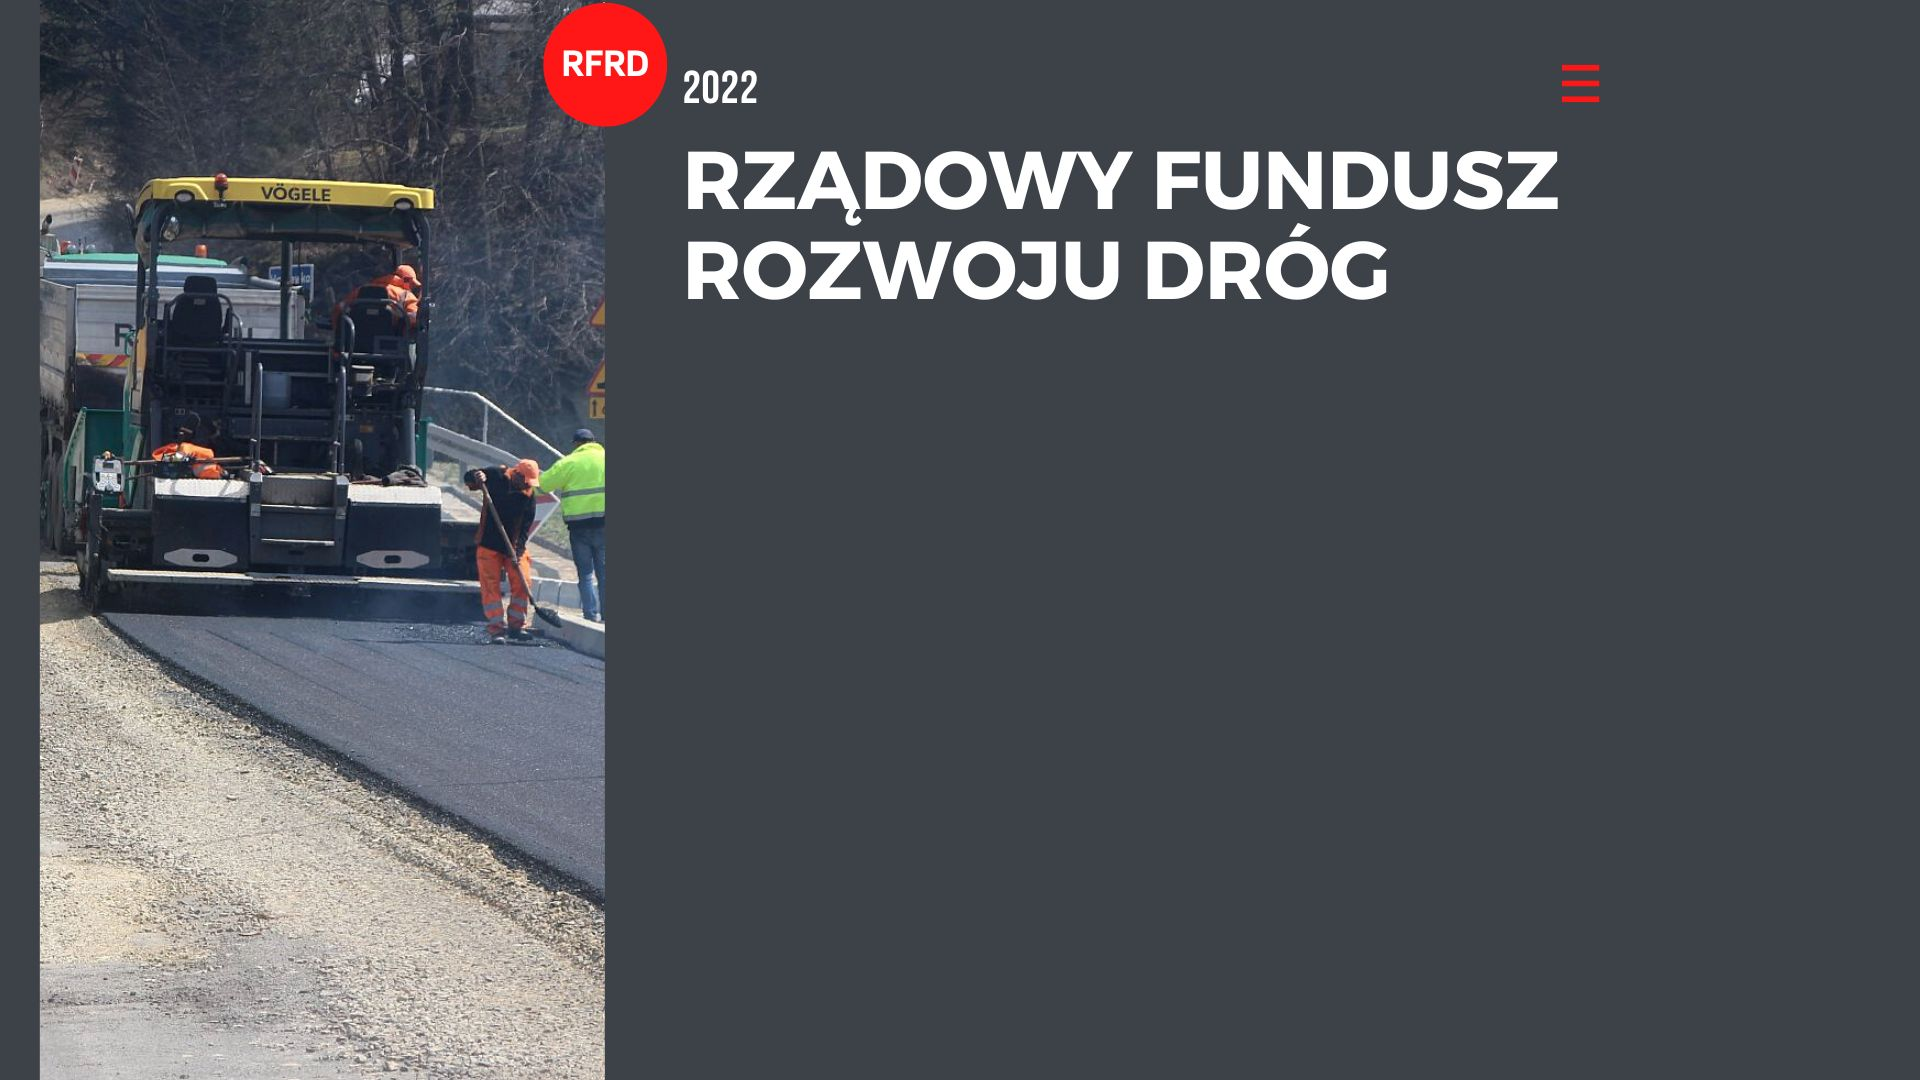 RFRD
2022
RZĄDOWY FUNDUSZ
ROZWOJU DRÓG
VÖGELE